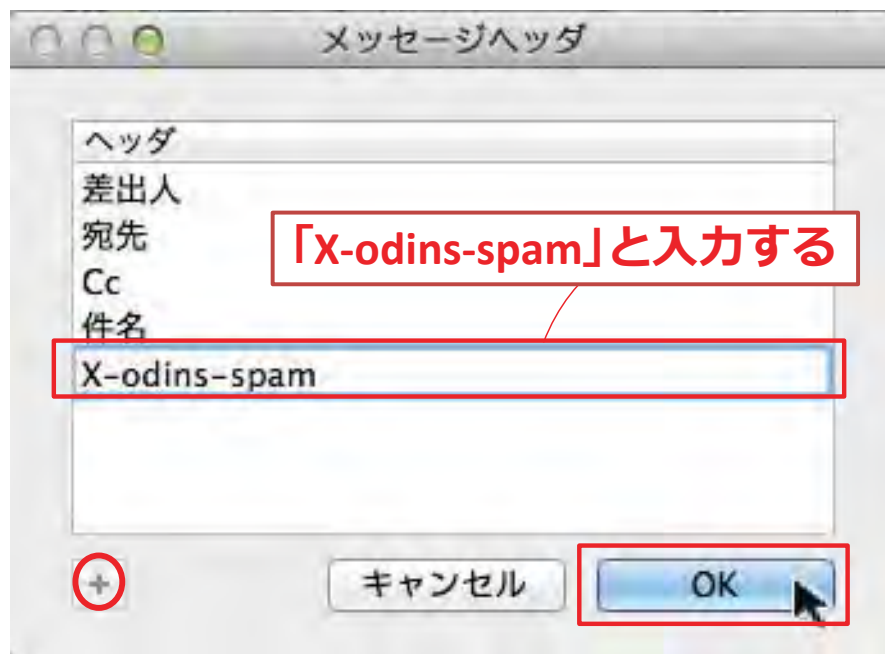 メッセージヘッダ
ヘッダ
差出人
宛先
「X-odins-spam」と入力する
Cc
件名
X-odins-spam
+
キャンセル
OK